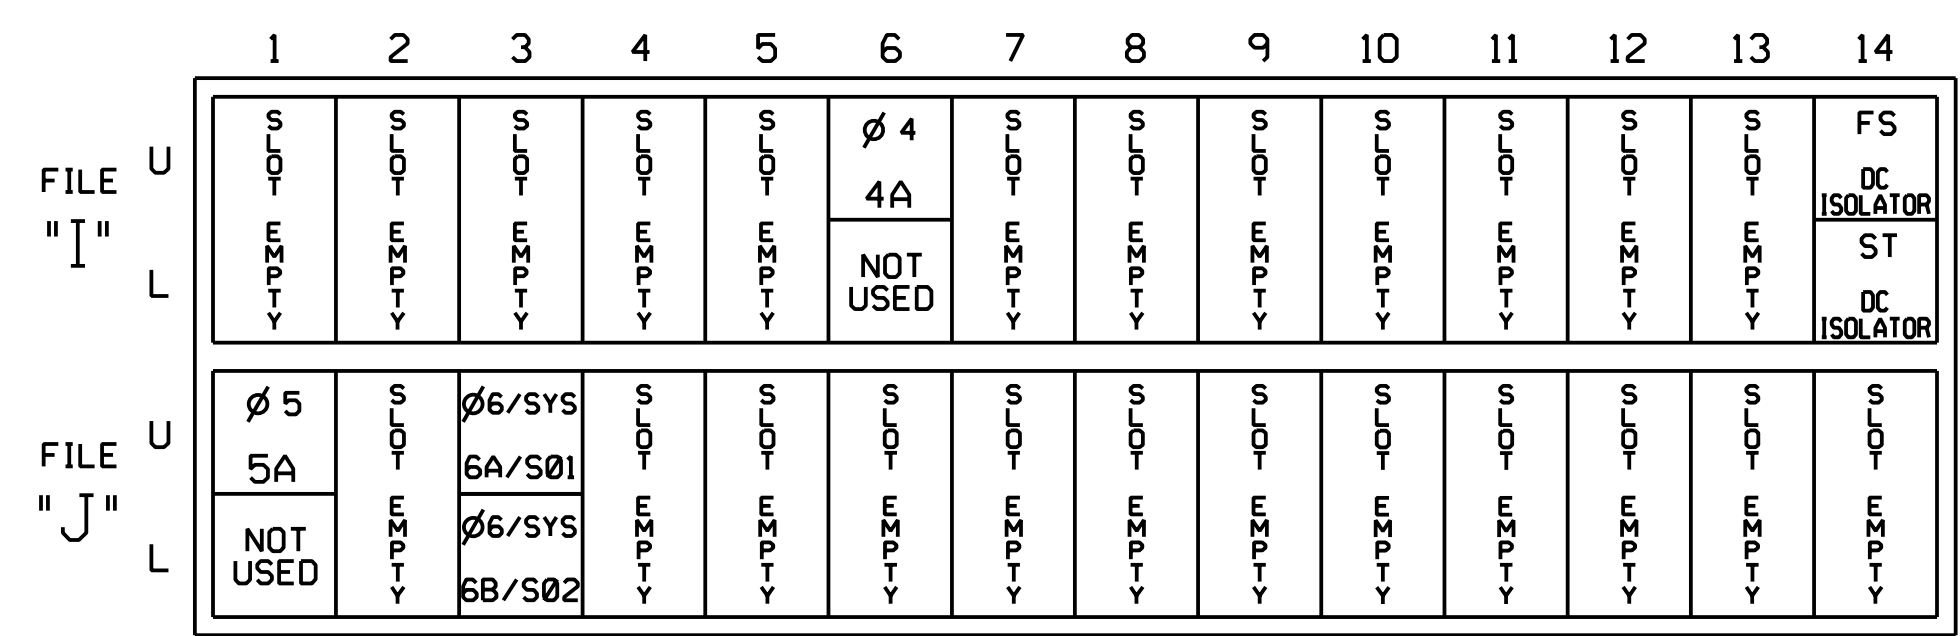 1 2 3 4 5 6 7 8 9 10 11 12 13 14
FILE "I"
U
L
SLOT EMPTY
SLOT EMPTY
SLOT EMPTY
SLOT EMPTY
SLOT EMPTY
Ø 4
4A
NOT
USED
SLOT EMPTY
SLOT EMPTY
SLOT EMPTY
SLOT EMPTY
SLOT EMPTY
SLOT EMPTY
SLOT EMPTY
FS
DC
ISOLATOR
ST
DC
ISOLATOR
FILE "J"
U
L
Ø 5
5A
NOT
USED
SLOT EMPTY
Ø6/SYS
6A/S01
Ø6/SYS
6B/S02
SLOT EMPTY
SLOT EMPTY
SLOT EMPTY
SLOT EMPTY
SLOT EMPTY
SLOT EMPTY
SLOT EMPTY
SLOT EMPTY
SLOT EMPTY
SLOT EMPTY
SLOT EMPTY